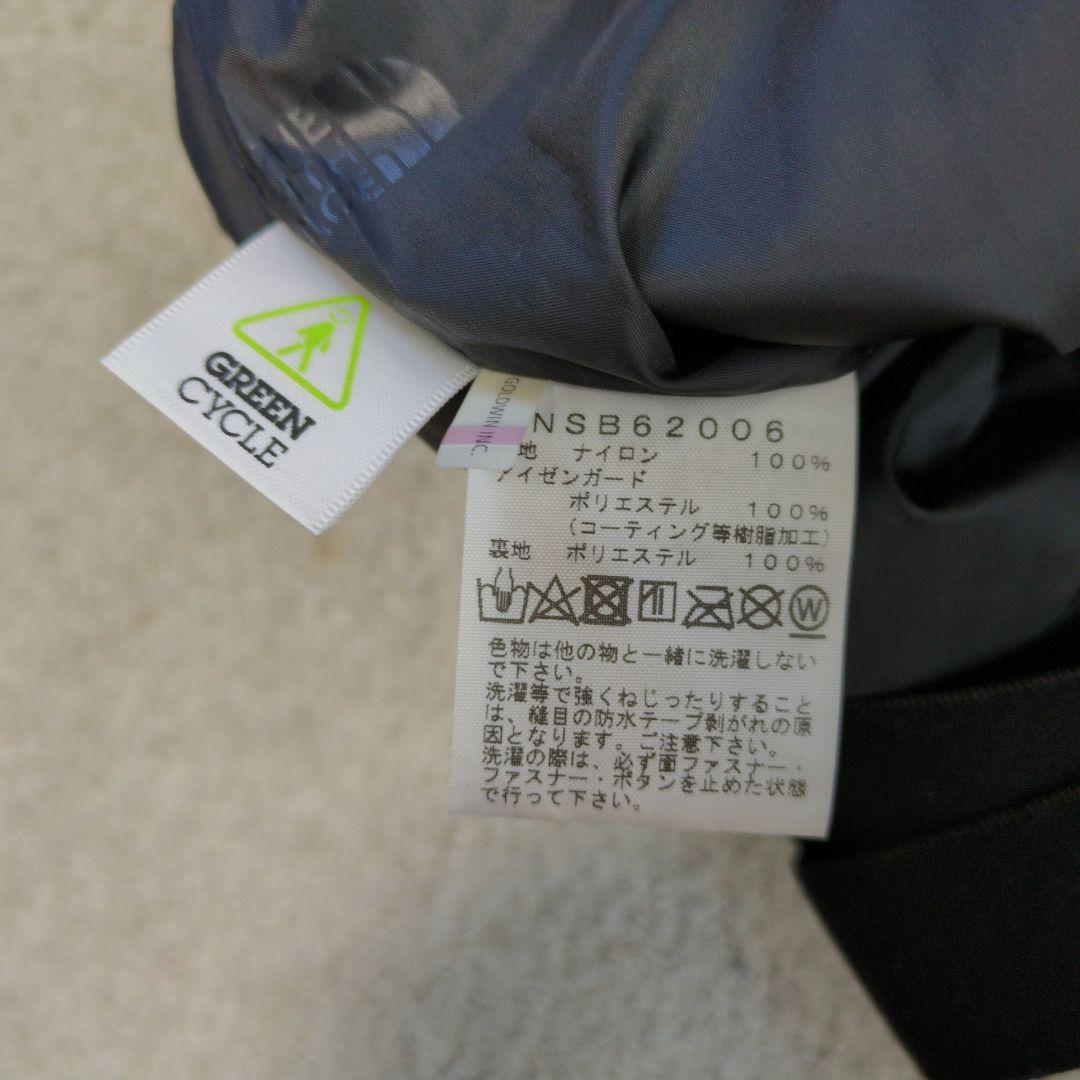 GREEN
CYCLE
GOLDWIN INC.
NSB62006
地 ナイロン 100%
アイゼンガード
ポリエステル 100%
(コーティング等樹脂加工)
裏地 ポリエステル 100%
W
色物は他の物と一緒に洗濯しない
で下さい。
洗濯等で強くねじったりすること
は、縫目の防水テープ剥がれの原
因となります。ご注意下さい。
洗濯の際は、必ず面ファスナー・
ファスナー・ボタンを止めた状態
で行って下さい。